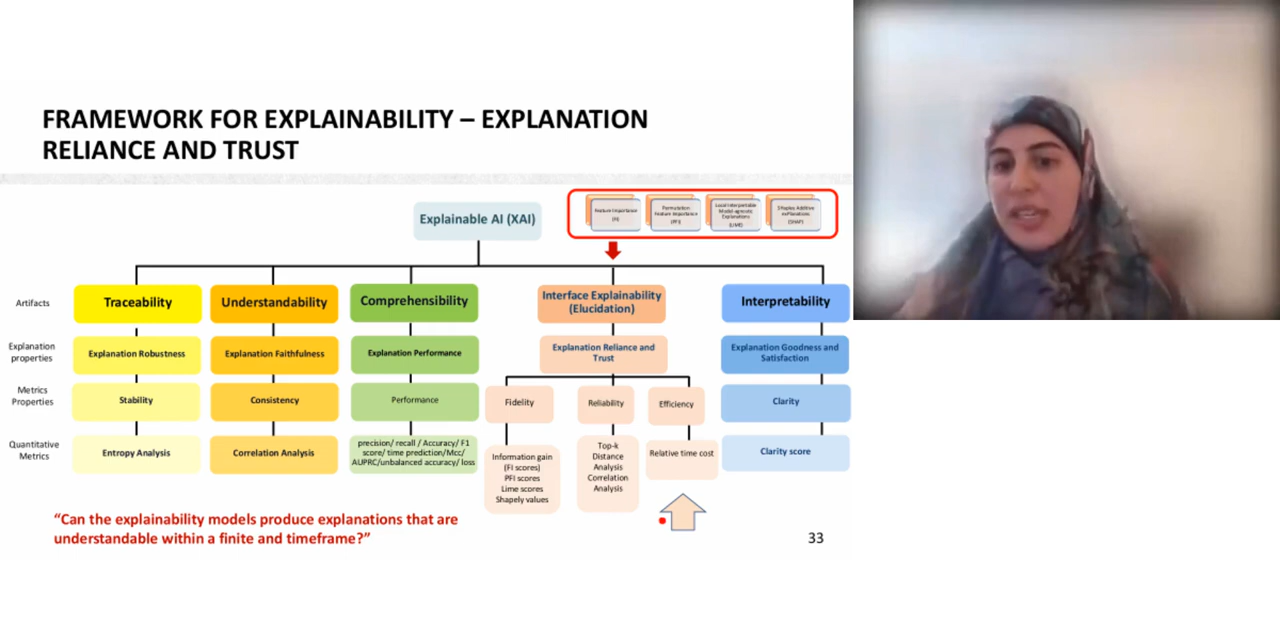 FRAMEWORK FOR EXPLAINABILITY – EXPLANATION
RELIANCE AND TRUST
Explainable AI (XAI)
Feature Importance
(FI)
Permutation
Feature Importance
(PFI)
Local Interpretable
Model-agnostic
Explanations
(LIME)
Shapley Additive
exPlanations
(SHAP)
Artifacts
Traceability
Understandability
Comprehensibility
Interface Explainability
(Elucidation)
Interpretability
Explanation
properties
Explanation Robustness
Explanation Faithfulness
Explanation Performance
Explanation Reliance and
Trust
Explanation Goodness and
Satisfaction
Metrics
Properties
Stability
Consistency
Performance
Fidelity
Reliability
Efficiency
Clarity
Quantitative
Metrics
Entropy Analysis
Correlation Analysis
precision/ recall / Accuracy/ F1
score/ time prediction/Mcc/
AUPRC/unbalanced accuracy/ loss
Information gain
(FI scores)
PFI scores
Lime scores
Shapely values
Top-k
Distance
Analysis
Correlation
Analysis
Relative time cost
Clarity score
“Can the explainability models produce explanations that are
understandable within a finite and timeframe?”
33